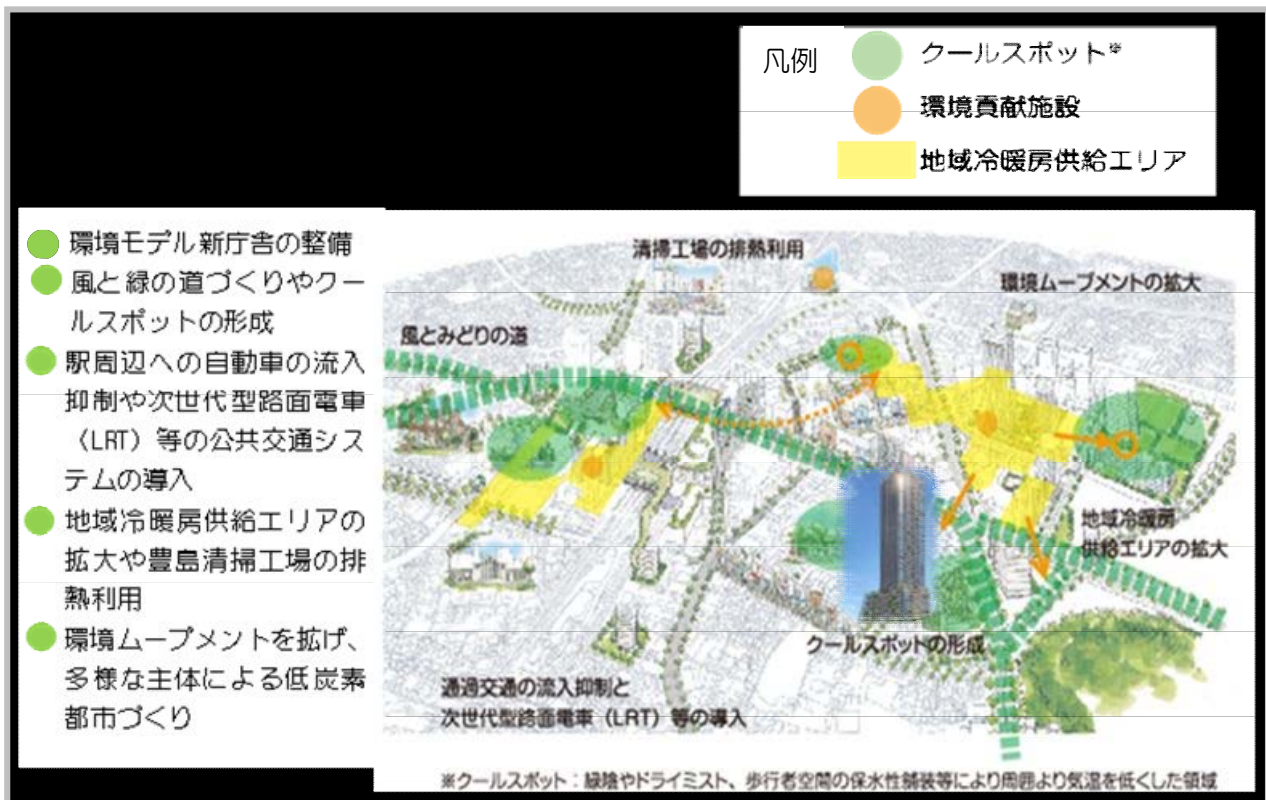 凡例
クールスポット※
環境貢献施設
地域冷暖房供給エリア
環境モデル新庁舎の整備
風と緑の道づくりやクー
ルスポットの形成
駅周辺への自動車の流入
抑制や次世代型路面電車
（LRT）等の公共交通シス
テムの導入
地域冷暖房供給エリアの
拡大や豊島清掃工場の排
熱利用
環境ムーブメントを拡げ、
多様な主体による低炭素
都市づくり
清掃工場の排熱利用
環境ムーブメントの拡大
風とみどりの道
地域冷暖房
供給エリアの拡大
クールスポットの形成
通過交通の流入抑制と
次世代型路面電車（LRT）等の導入
※クールスポット：緑陰やドライミスト、歩行者空間の保水性舗装等により周囲より気温を低くした領域